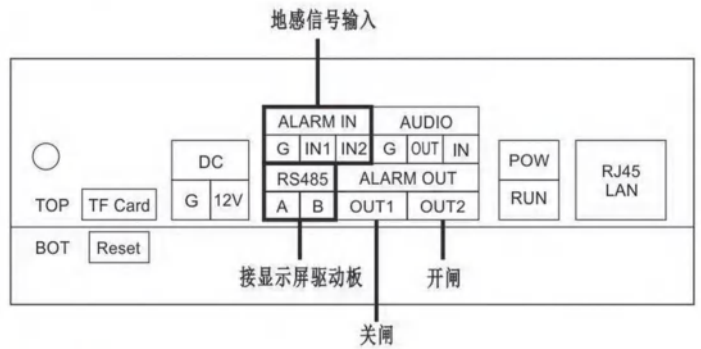 地感信号输入
ALARM IN AUDIO
G IN1 IN2 G OUT IN
DC
G 12V
RS485 ALARM OUT
A B OUT1 OUT2
POW
RUN
RJ45
LAN
TOP TF Card
BOT Reset
接显示屏驱动板
开闸
关闸